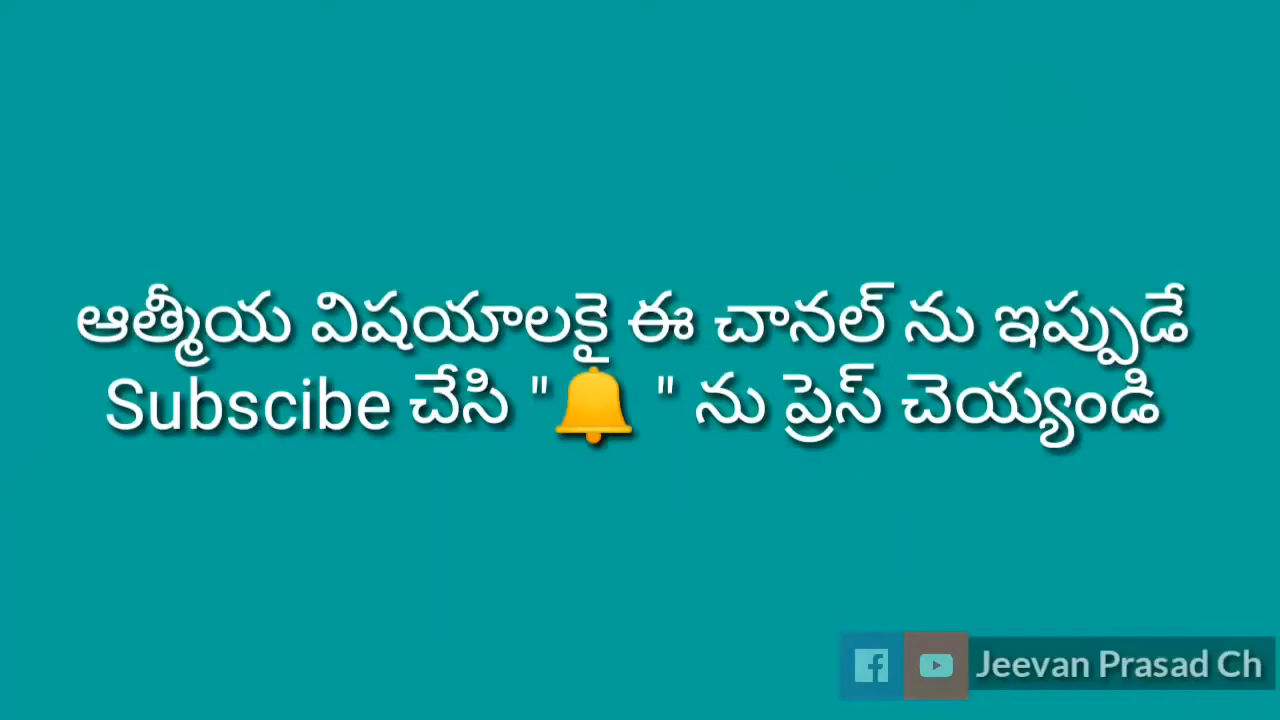 ఆత్మీయ విషయాలకై ఈ చానల్ ను ఇప్పుడే
Subscibe చేసి "🔔 " ను ప్రెస్ చెయ్యండి
Jeevan Prasad Ch